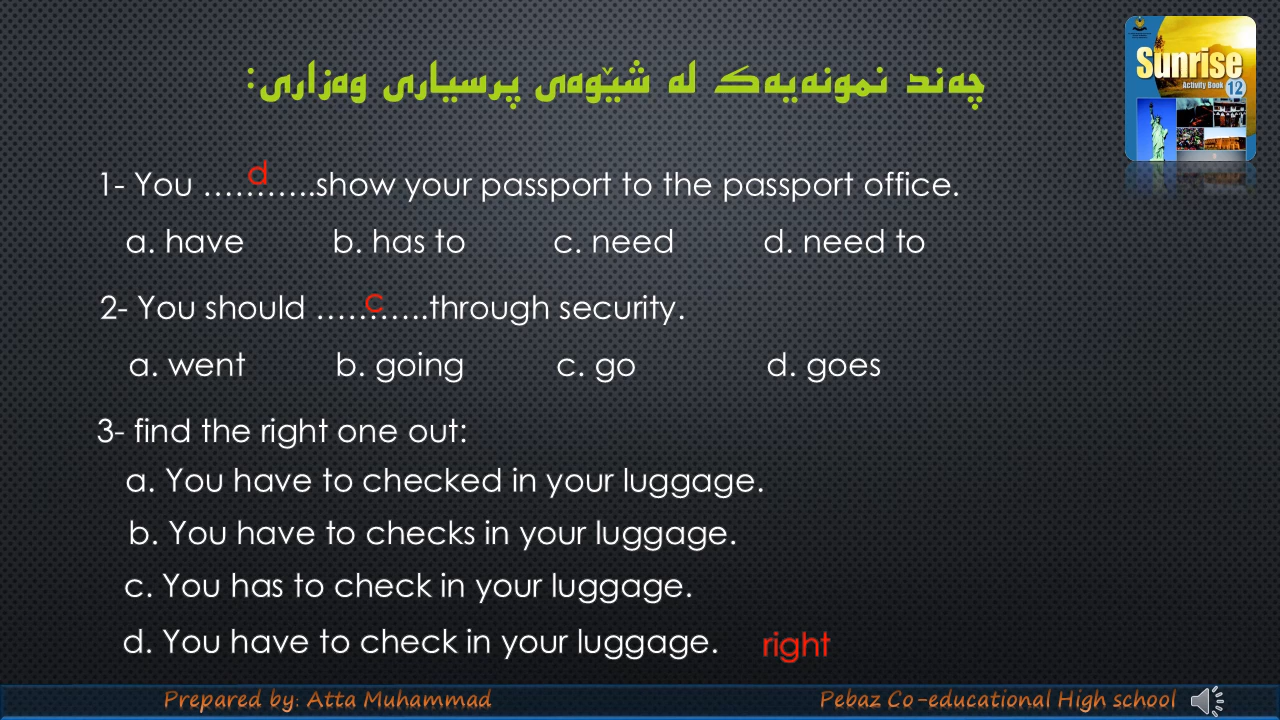 چەند نمونەیەک لە شێوەی پرسیاری وەزاری:
Sunrise
Activity Book 12
1- You ………..show your passport to the passport office.
d
a. have b. has to c. need d. need to
2- You should ………..through security.
c
a. went b. going c. go d. goes
3- find the right one out:
a. You have to checked in your luggage.
b. You have to checks in your luggage.
c. You has to check in your luggage.
d. You have to check in your luggage. right
Prepared by: Atta Muhammad Pebaz Co-educational High school